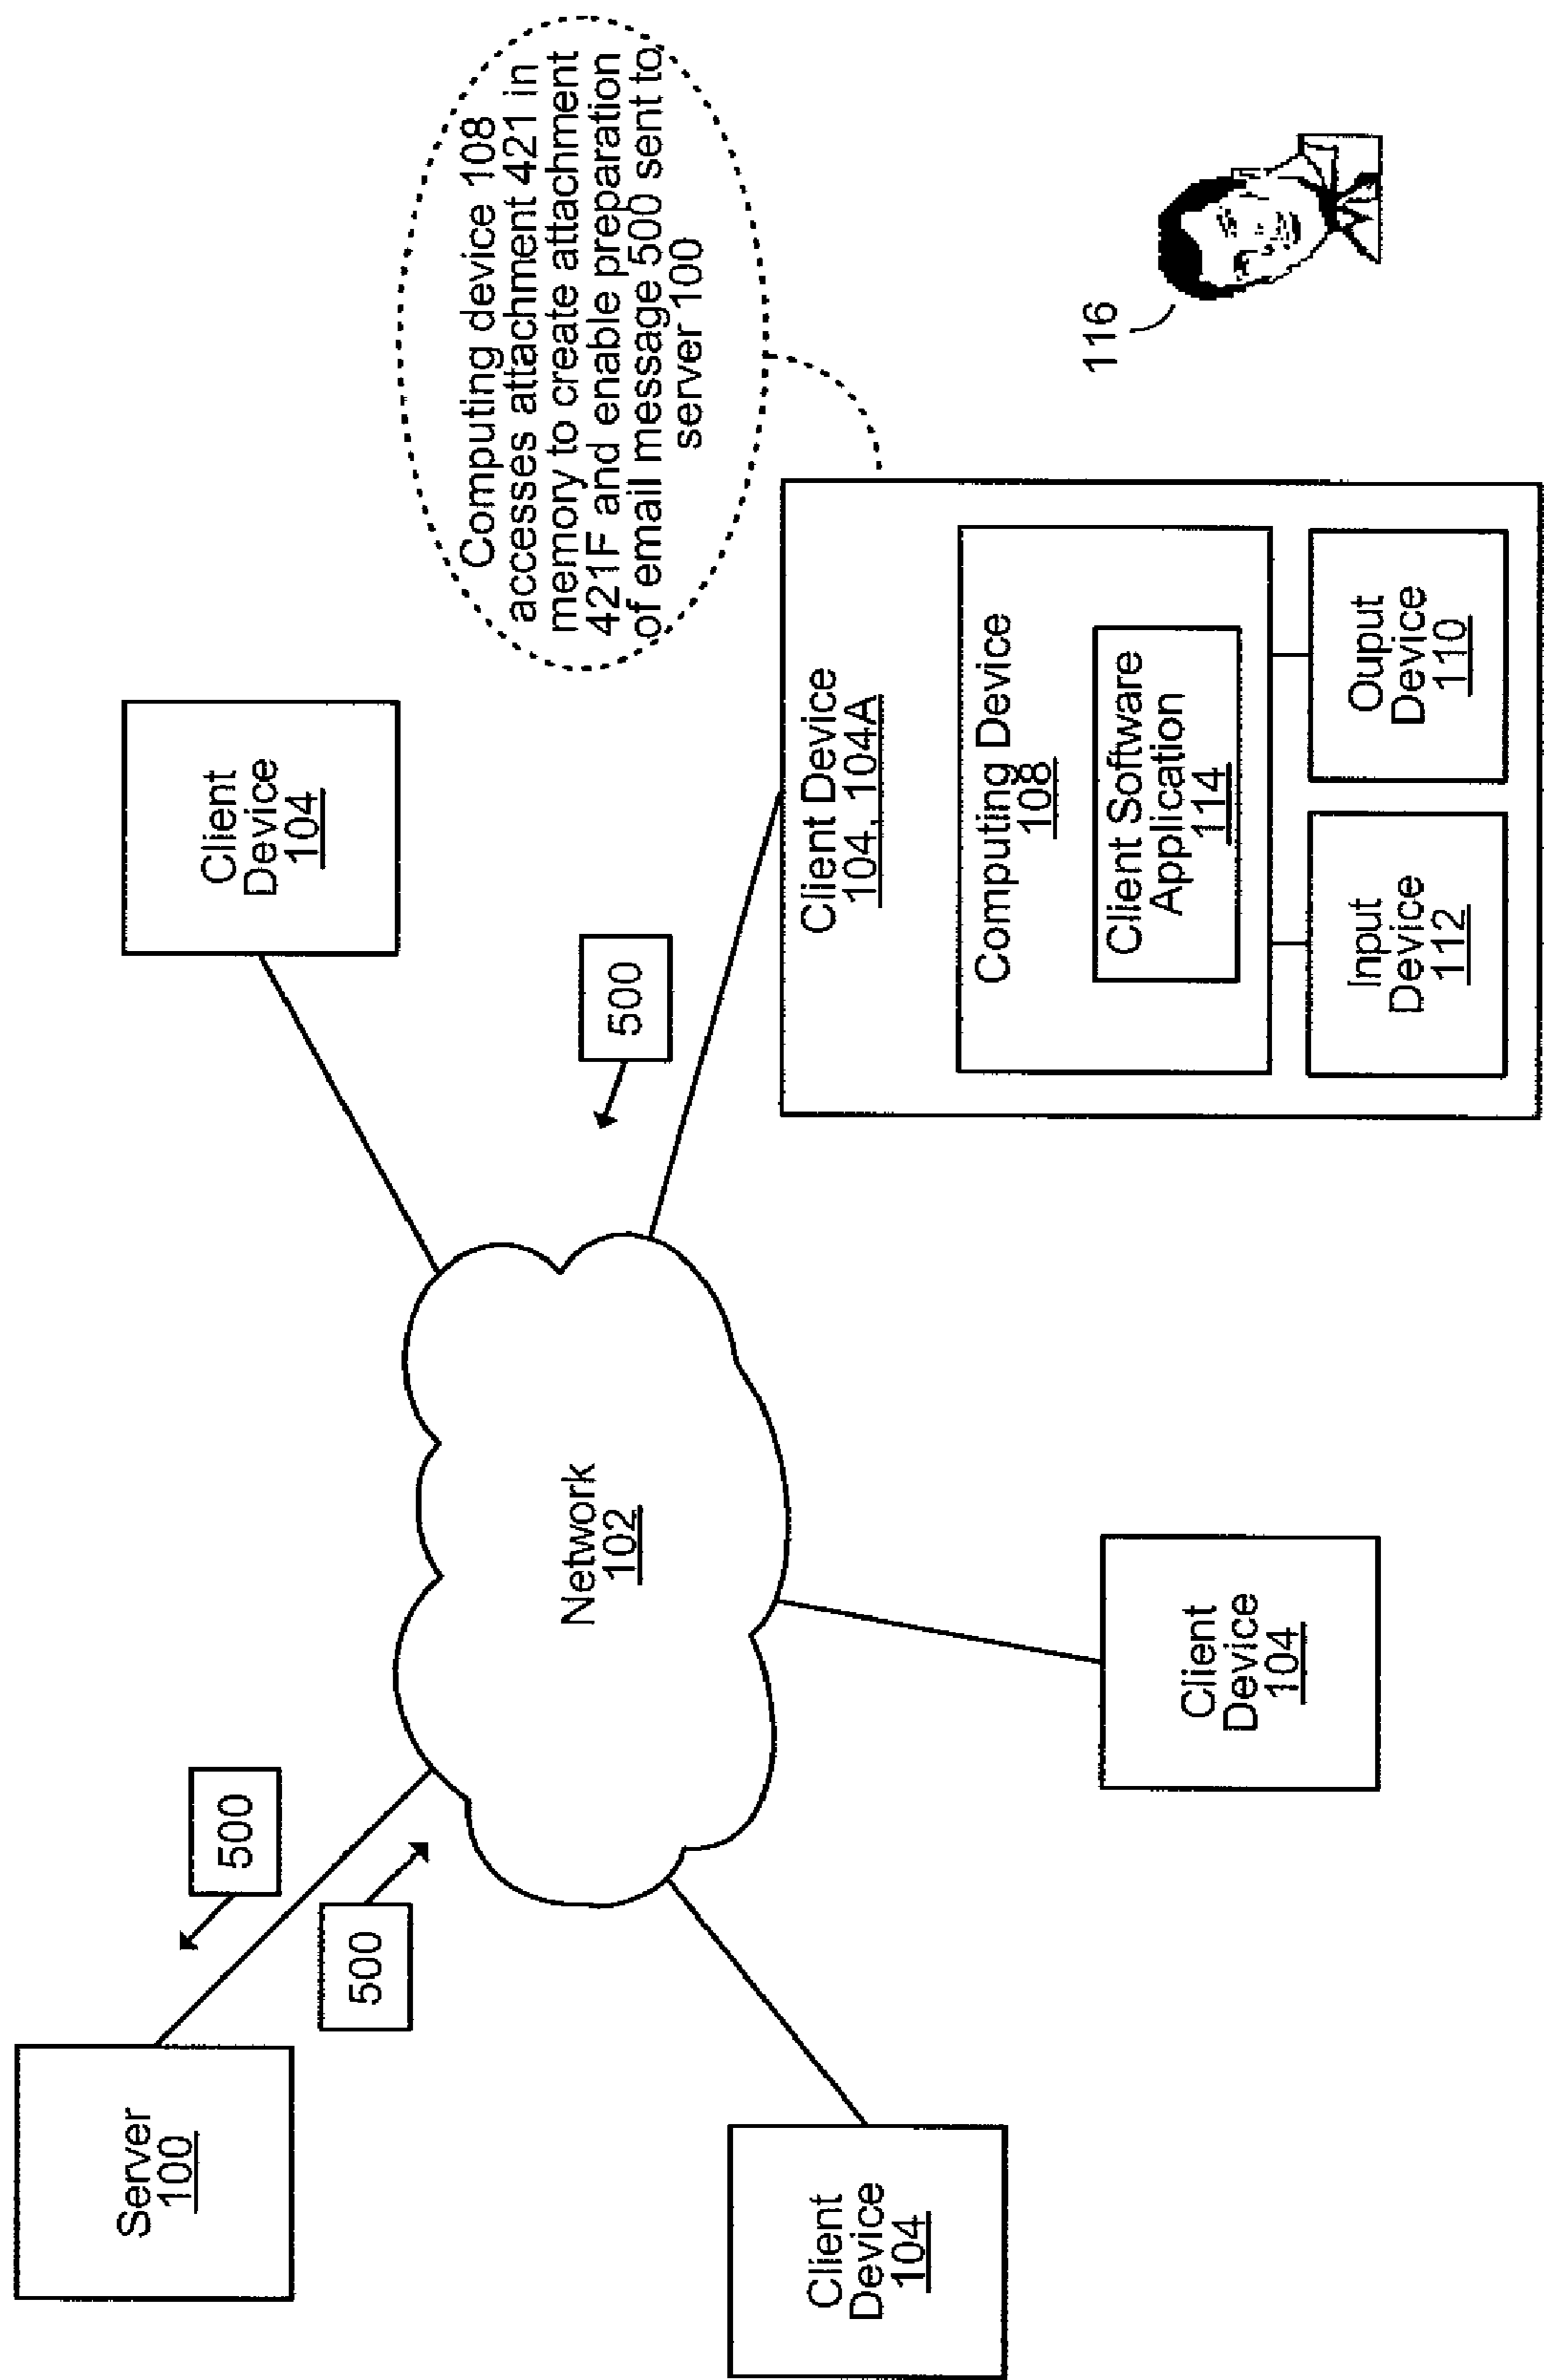 Server
100
500
500
Client
Device
104
Network
102
Client
Device
104
Client
Device
104
500
Computing device 108
accesses attachment 421 in
memory to create attachment
421F and enable preparation
of email message 500 sent to
server 100
Client Device
104, 104A
Computing Device
108
Client Software
Application
114
Input
Device
112
Ouput
Device
110
116